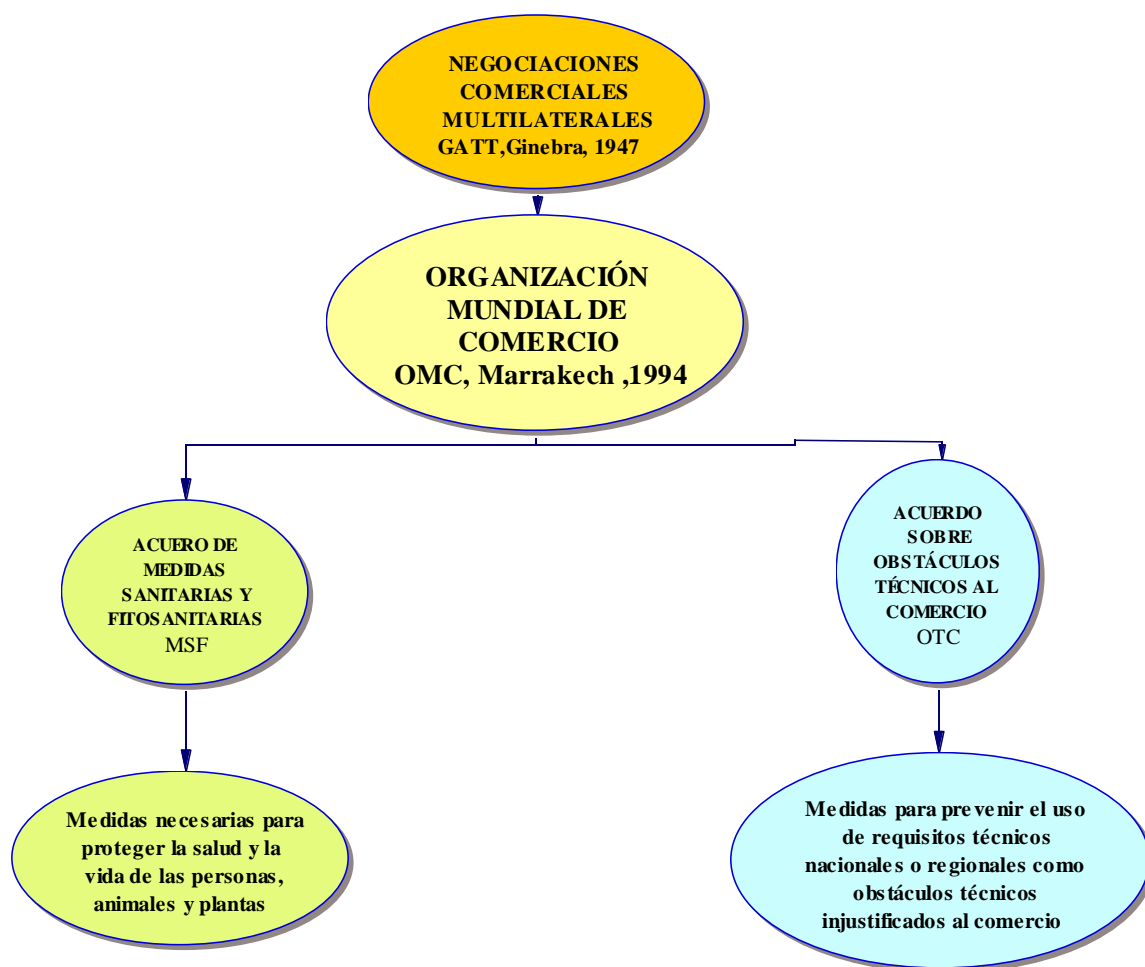 NEGOCIACIONES
COMERCIALES
MULTILATERALES
GATT,Ginebra, 1947
ORGANIZACIÓN
MUNDIAL DE
COMERCIO
OMC, Marrakech ,1994
ACUERO DE
MEDIDAS
SANITARIAS Y
FITOSANITARIAS
MSF
ACUERDO
SOBRE
OBSTÁCULOS
TÉCNICOS AL
COMERCIO
OTC
Medidas necesarias para
proteger la salud y la
vida de las personas,
animales y plantas
Medidas para prevenir el uso
de requisitos técnicos
nacionales o regionales como
obstáculos técnicos
injustificados al comercio